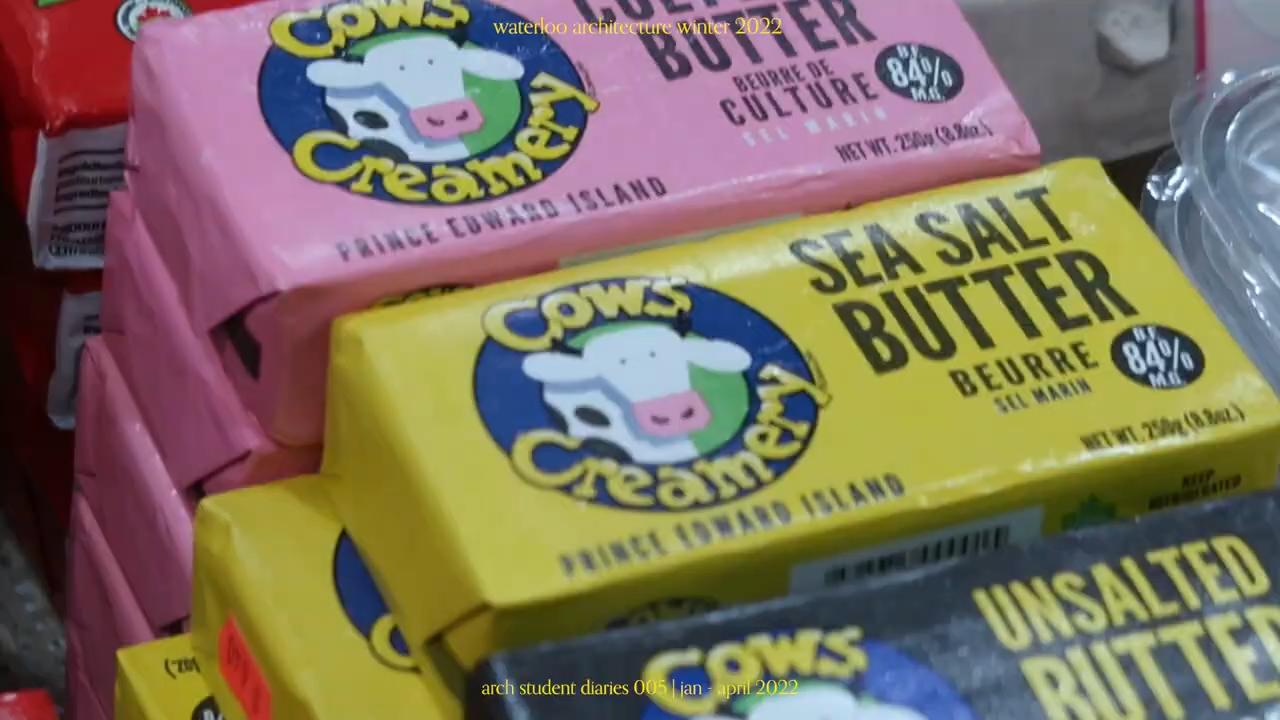 waterloo architecture winter 2022
COWS
Creamery
BUTTER
BEURRE DE
CULTURE
SEL MARIN
B.F.
84%
M.G.
NET WT. 250g (8.8oz.)
PRINCE EDWARD ISLAND
COWS
Creamery
SEA SALT
BUTTER
BEURRE
SEL MARIN
B.F.
84%
M.G.
NET WT. 250g (8.8oz.)
PRINCE EDWARD ISLAND
KEEP
REFRIGERATED
UNSALTED
BUTTER
COWS
arch student diaries 005 | jan - april 2022